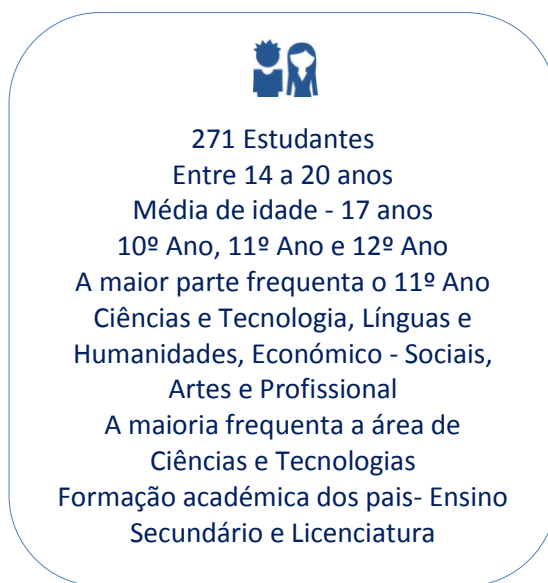 271 Estudantes
Entre 14 a 20 anos
Média de idade - 17 anos
10º Ano, 11º Ano e 12º Ano
A maior parte frequenta o 11º Ano
Ciências e Tecnologia, Línguas e
Humanidades, Económico - Sociais,
Artes e Profissional
A maioria frequenta a área de
Ciências e Tecnologias
Formação académica dos pais- Ensino
Secundário e Licenciatura